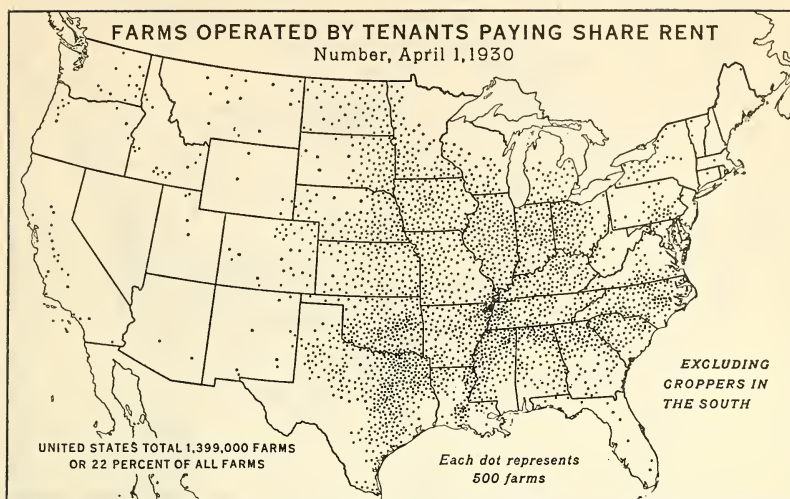 FARMS OPERATED BY TENANTS PAYING SHARE RENT
Number, April 1, 1930
EXCLUDING
CROPPERS IN
THE SOUTH
UNITED STATES TOTAL 1,399,000 FARMS
OR 22 PERCENT OF ALL FARMS
Each dot represents
500 farms